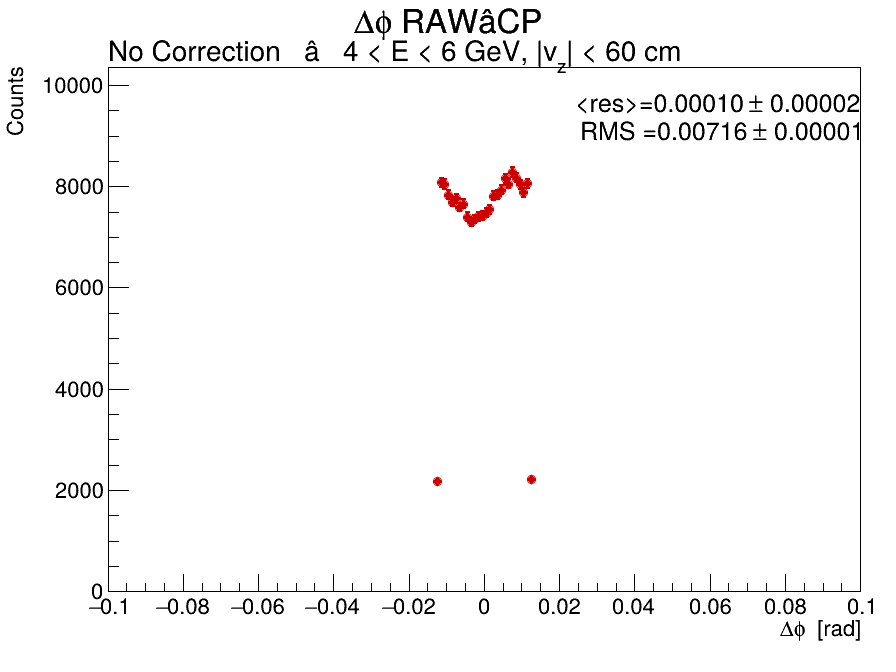 Δϕ RAWâCP
No Correction â 4 < E < 6 GeV, |vz| < 60 cm
Counts
<res>=0.00010 ± 0.00002
RMS =0.00716 ± 0.00001
10000
8000
6000
4000
2000
0
−0.1 −0.08 −0.06 −0.04 −0.02 0 0.02 0.04 0.06 0.08 0.1
Δϕ [rad]